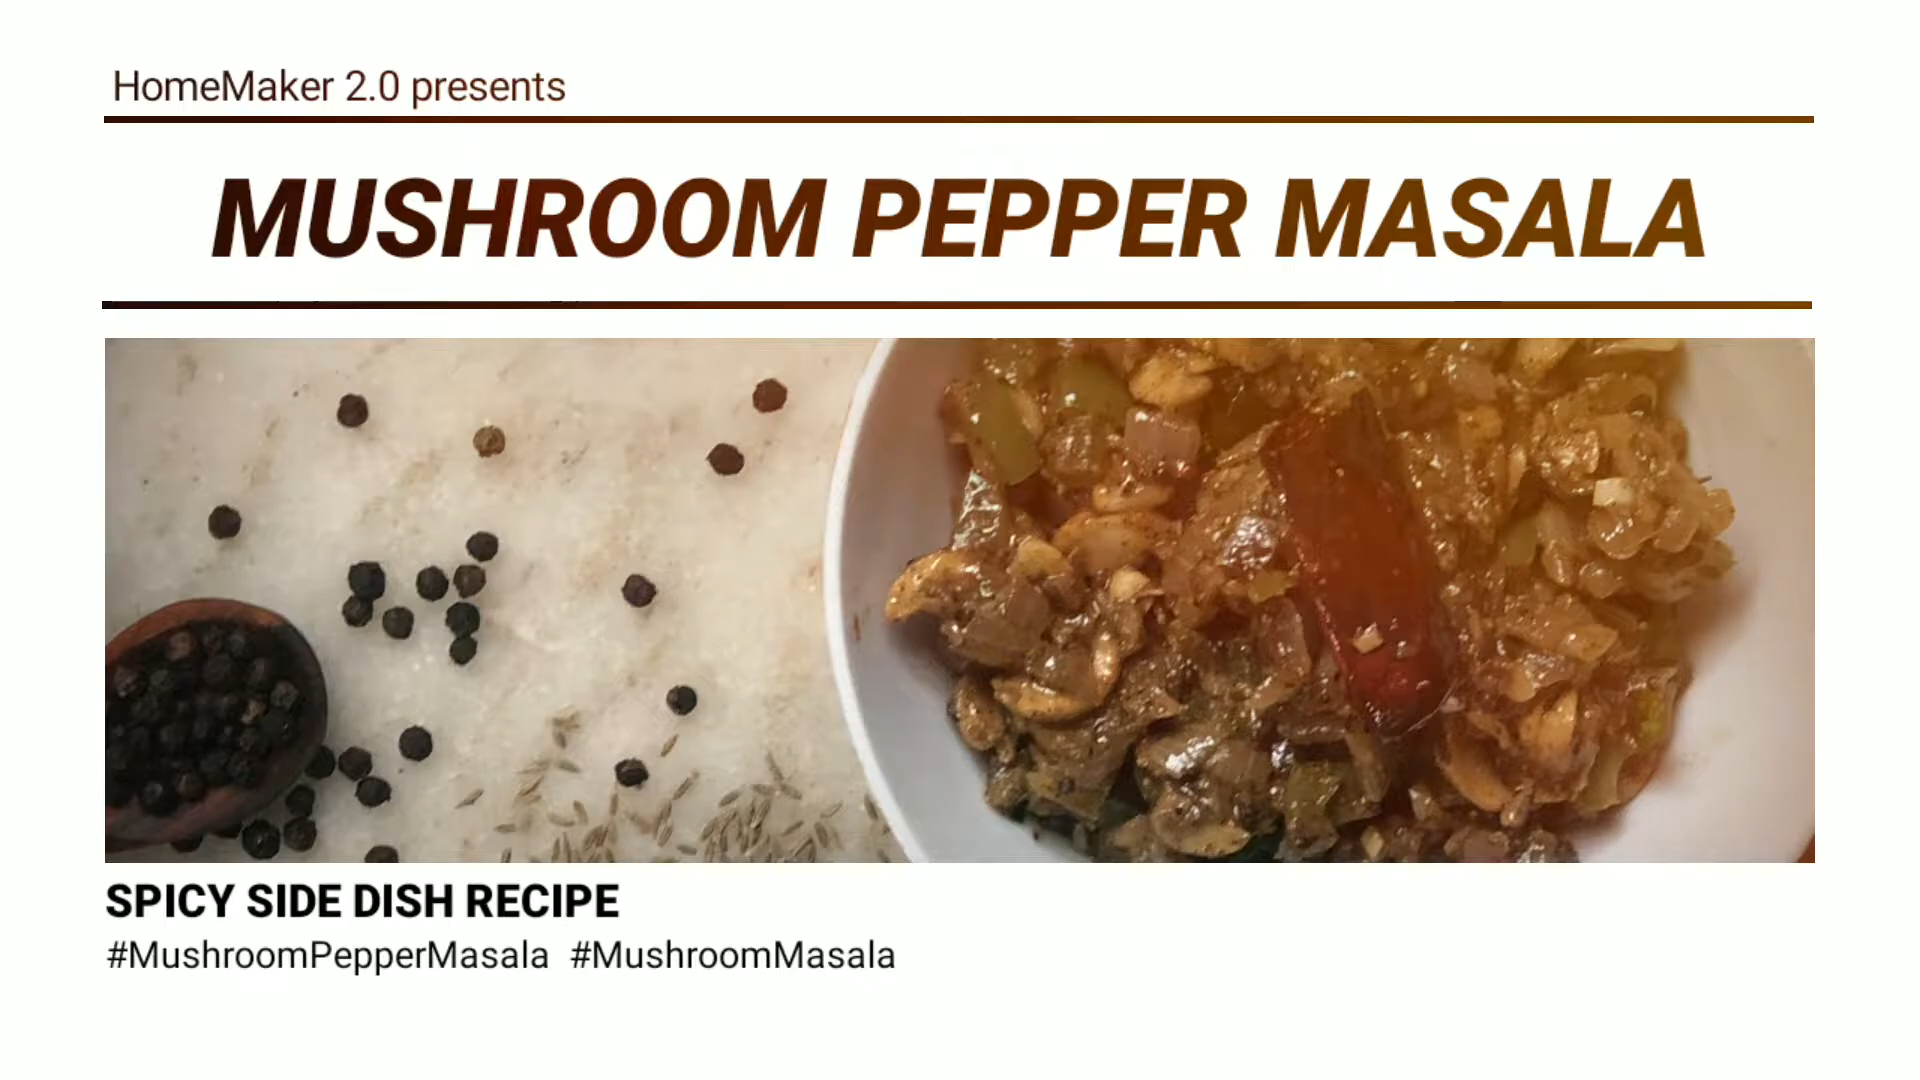 HomeMaker 2.0 presents
MUSHROOM PEPPER MASALA
SPICY SIDE DISH RECIPE
#MushroomPepperMasala #MushroomMasala